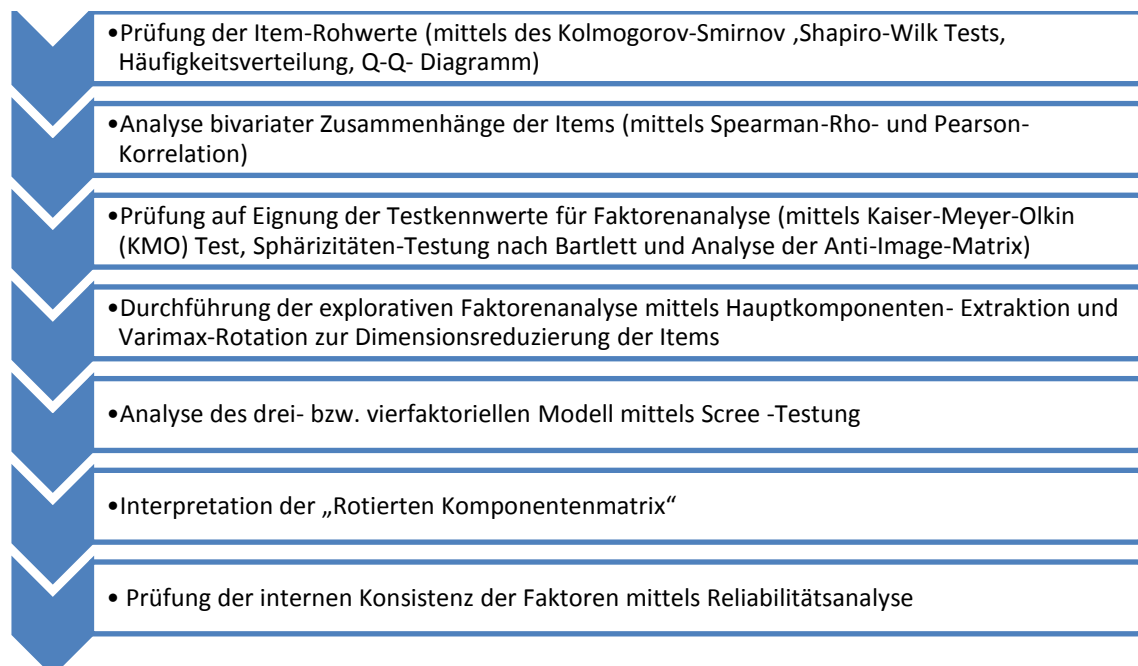 •Prüfung der Item-Rohwerte (mittels des Kolmogorov-Smirnov ,Shapiro-Wilk Tests,
Häufigkeitsverteilung, Q-Q- Diagramm)
•Analyse bivariater Zusammenhänge der Items (mittels Spearman-Rho- und Pearson-
Korrelation)
•Prüfung auf Eignung der Testkennwerte für Faktorenanalyse (mittels Kaiser-Meyer-Olkin
(KMO) Test, Sphärizitäten-Testung nach Bartlett und Analyse der Anti-Image-Matrix)
•Durchführung der explorativen Faktorenanalyse mittels Hauptkomponenten- Extraktion und
Varimax-Rotation zur Dimensionsreduzierung der Items
•Analyse des drei- bzw. vierfaktoriellen Modell mittels Scree -Testung
•Interpretation der „Rotierten Komponentenmatrix“
• Prüfung der internen Konsistenz der Faktoren mittels Reliabilitätsanalyse